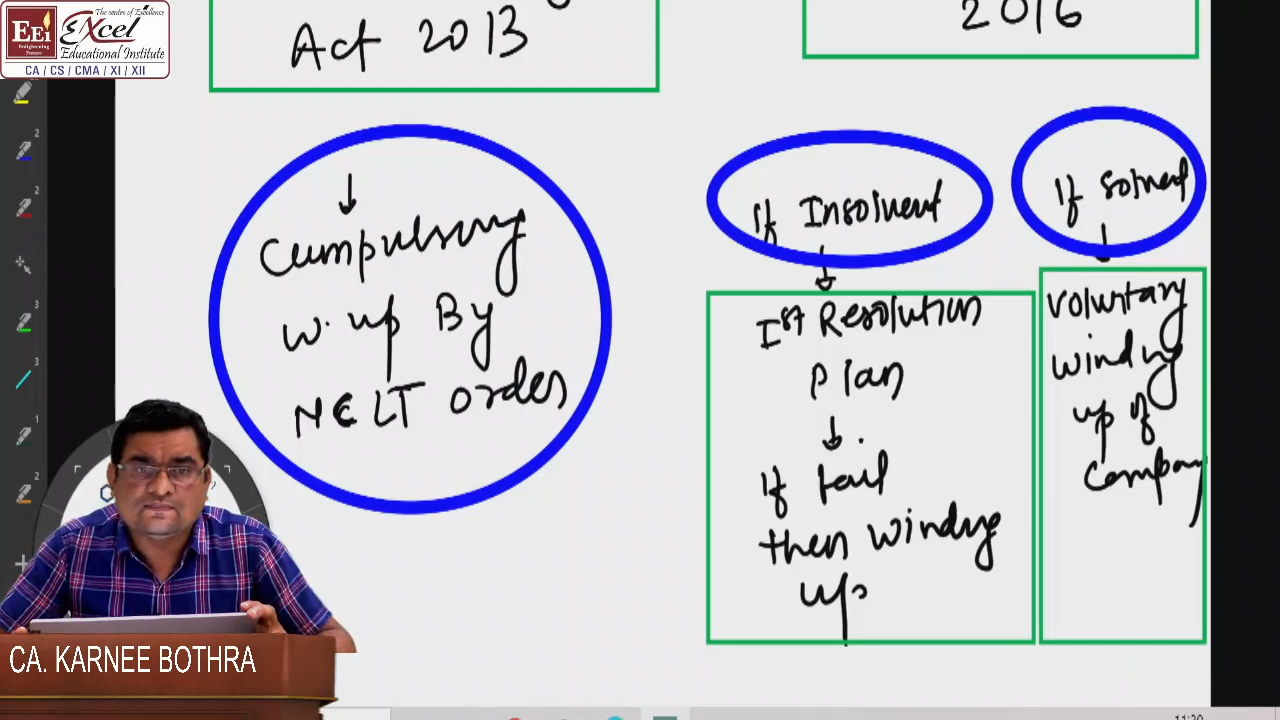 EEi
Enlightening
Future
The centre of Excellence
Excel
Educational Institute
CA / CS / CMA / XI / XII
Act 2013
2016
↓
Compulsory
w. up By
NCLT order
If Insolvent
↓
Ist Resolution
Plan
↓
If fail
then winding
up
If solvent
↓
Voluntary
winding
up of
Company
CA. KARNEE BOTHRA